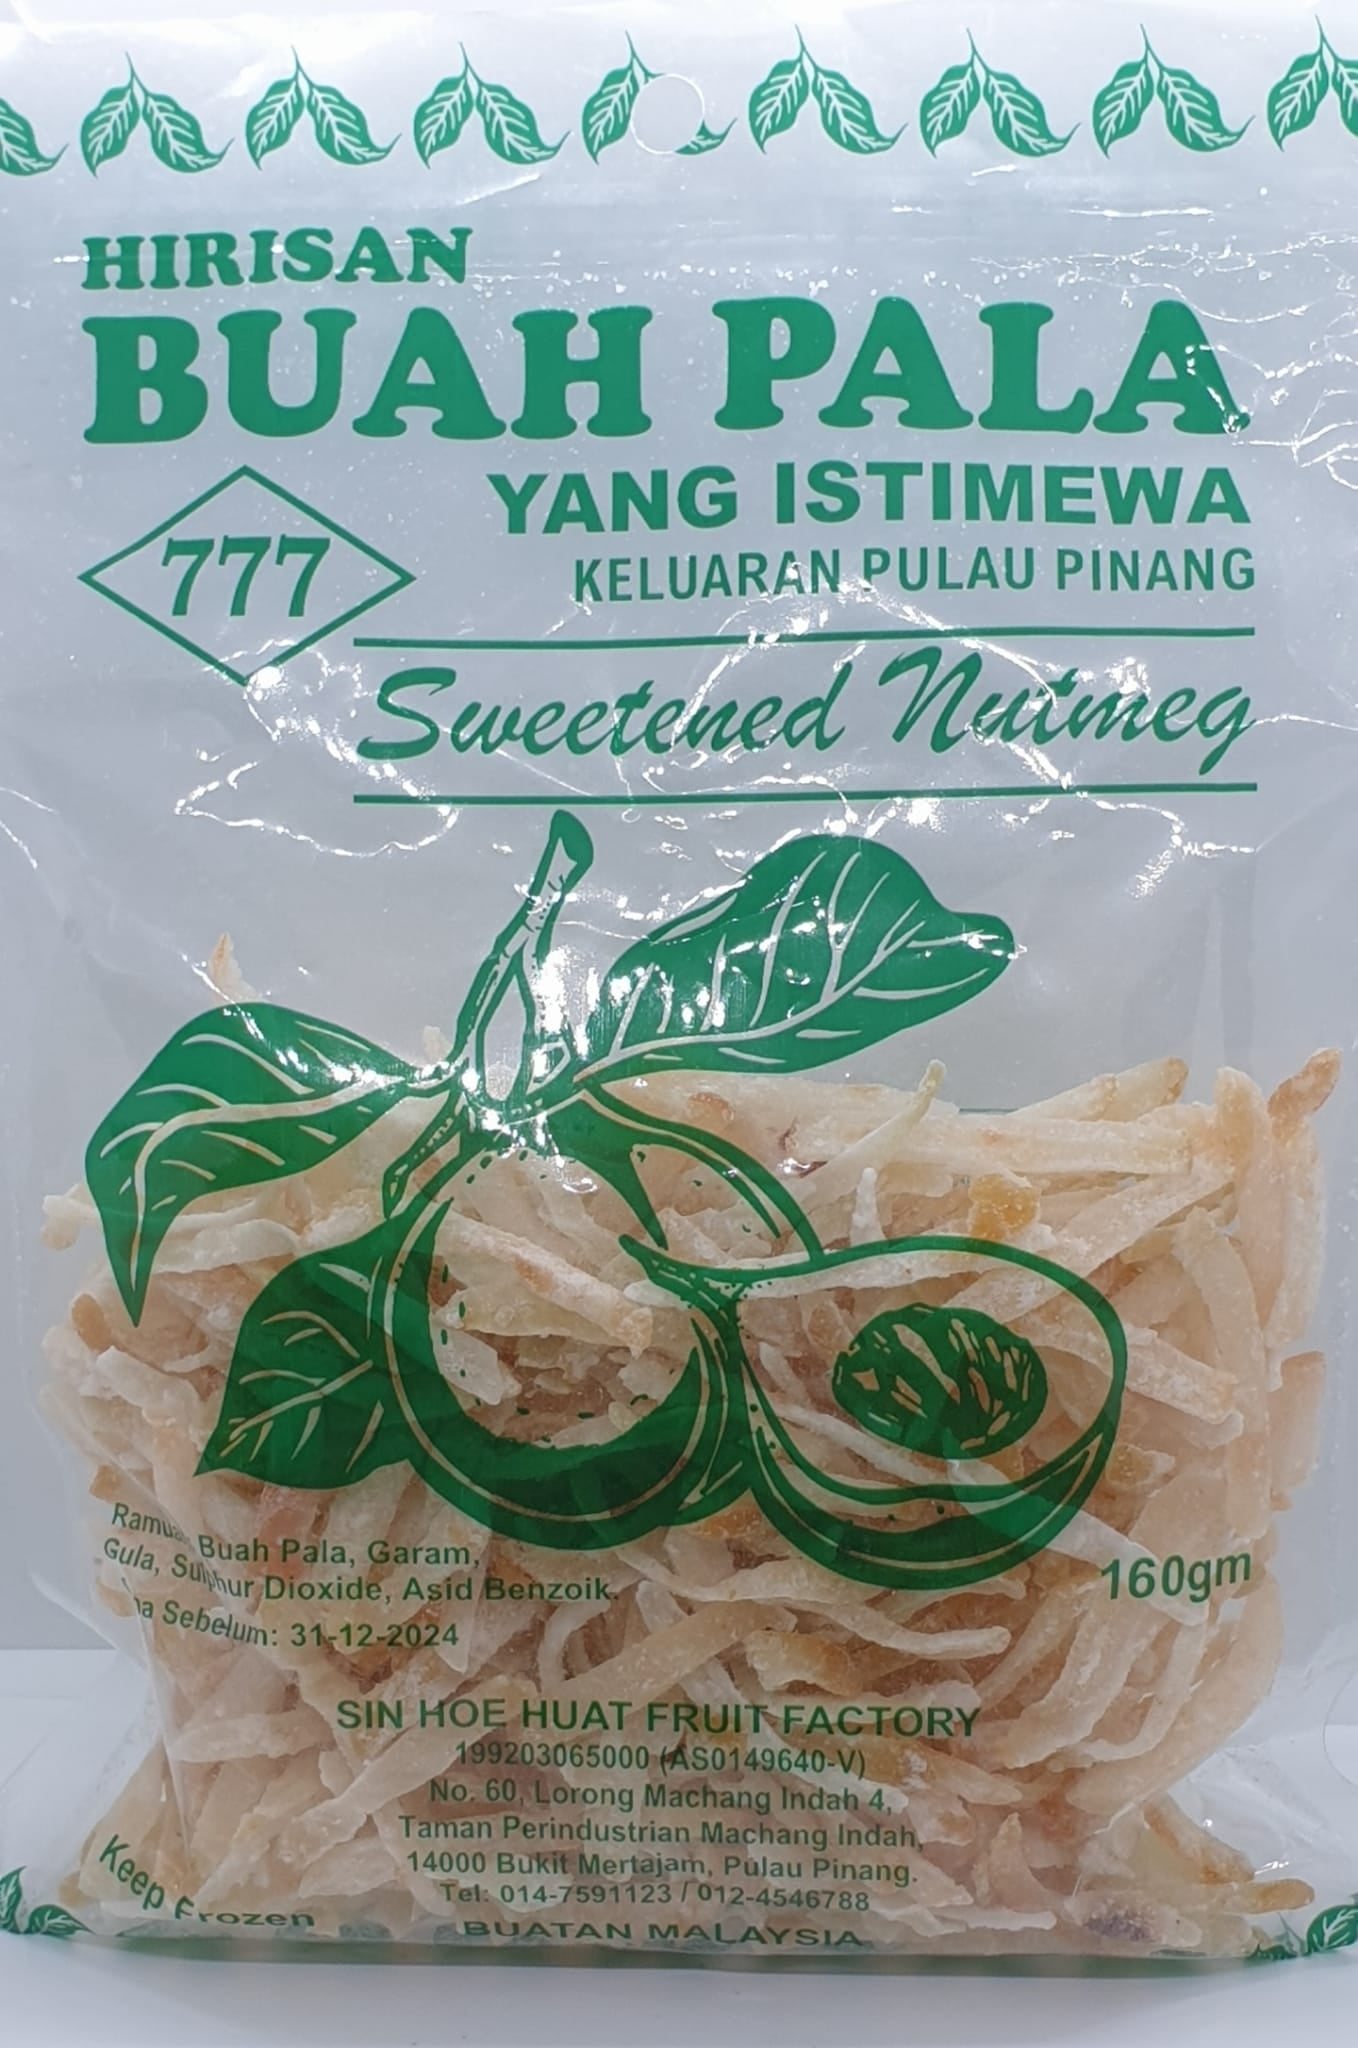 HIRISAN
BUAH PALA
777
YANG ISTIMEWA
KELUARAN PULAU PINANG
Sweetened Nutmeg
Buah Pala, Garam,
Gula, Sulphur Dioxide, Asid Benzoik.
Sebelum: 31-12-2024
160gm
SIN HOE HUAT FRUIT FACTORY
199203065000 (AS0149640-V)
No. 60, Lorong Machang Indah 4,
Taman Perindustrian Machang Indah,
14000 Bukit Mertajam, Pulau Pinang.
Tel: 014-7591123 / 012-4546788
Keep Frozen
BUATAN MALAYSIA